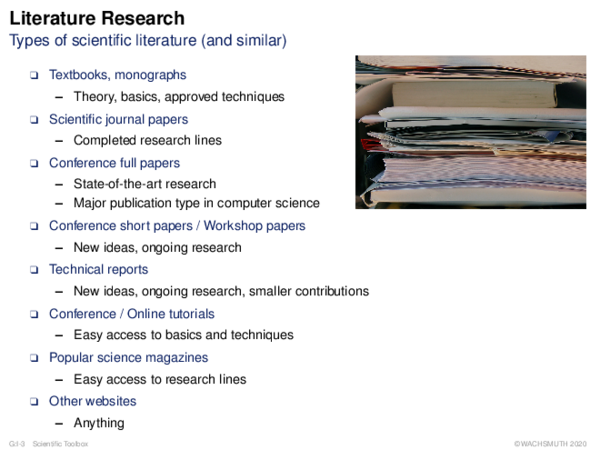 Literature Research
Types of scientific literature (and similar)
❏ Textbooks, monographs
– Theory, basics, approved techniques
❏ Scientific journal papers
– Completed research lines
❏ Conference full papers
– State-of-the-art research
– Major publication type in computer science
❏ Conference short papers / Workshop papers
– New ideas, ongoing research
❏ Technical reports
– New ideas, ongoing research, smaller contributions
❏ Conference / Online tutorials
– Easy access to basics and techniques
❏ Popular science magazines
– Easy access to research lines
❏ Other websites
– Anything
G:I-3 Scientific Toolbox
©WACHSMUTH 2020